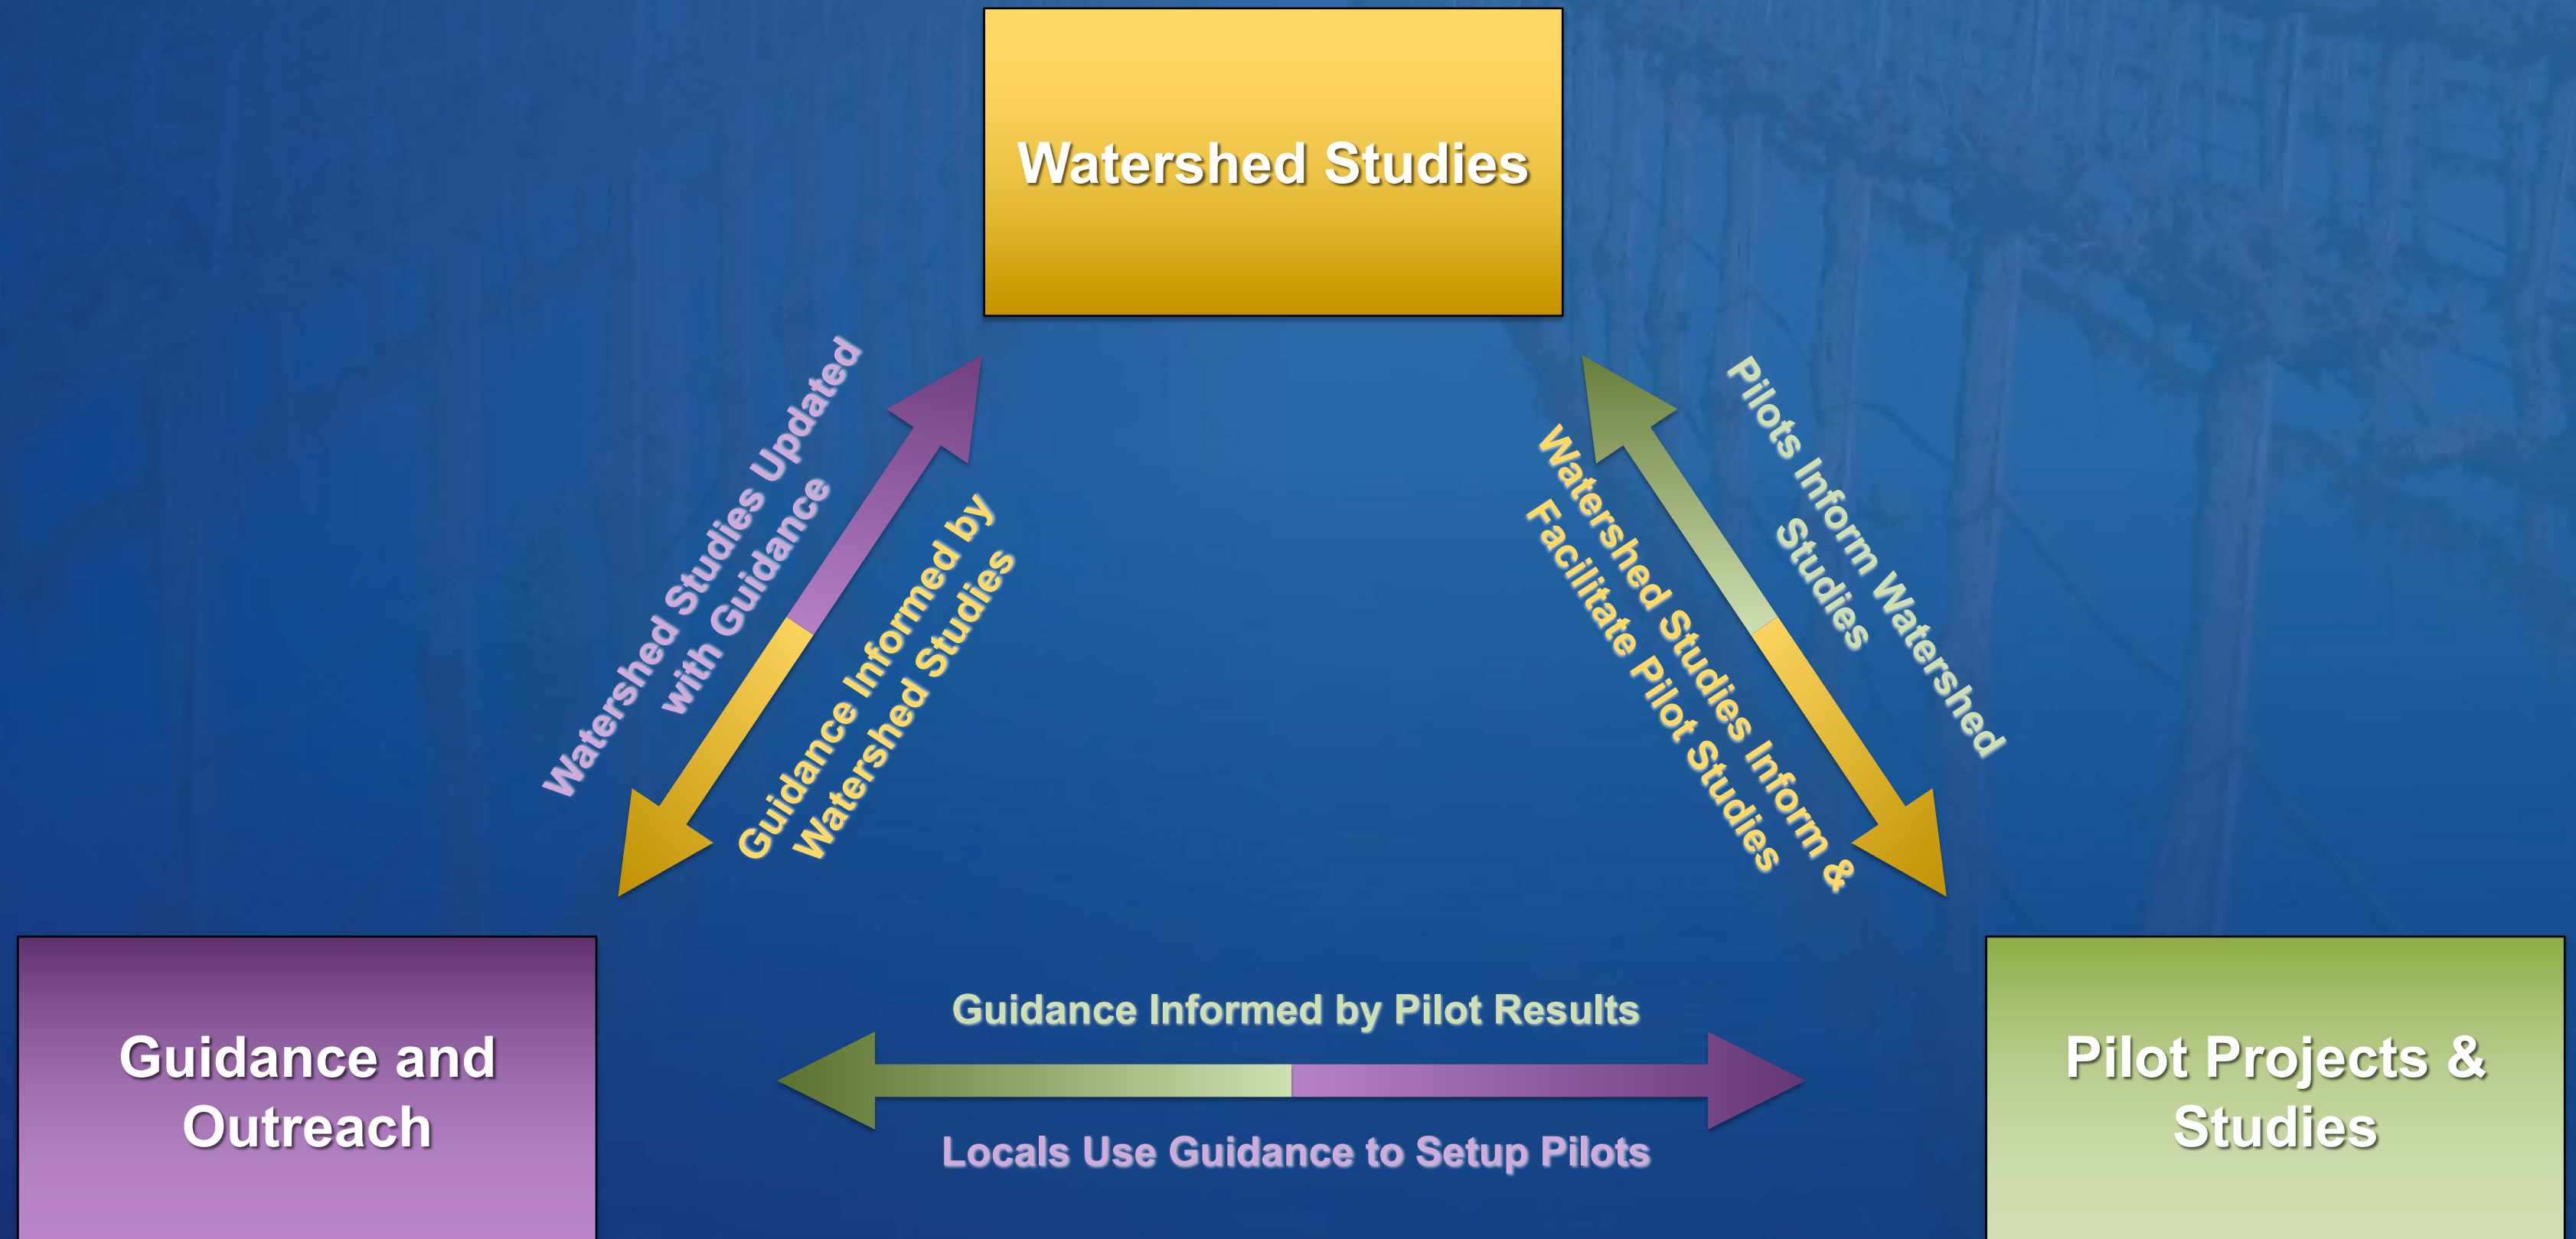 Watershed Studies
Watershed Studies Updated
with Guidance
Guidance Informed by
Watershed Studies
Pilots Inform Watershed
Studies
Watershed Studies Inform &
Facilitate Pilot Studies
Guidance and
Outreach
Guidance Informed by Pilot Results
Locals Use Guidance to Setup Pilots
Pilot Projects &
Studies